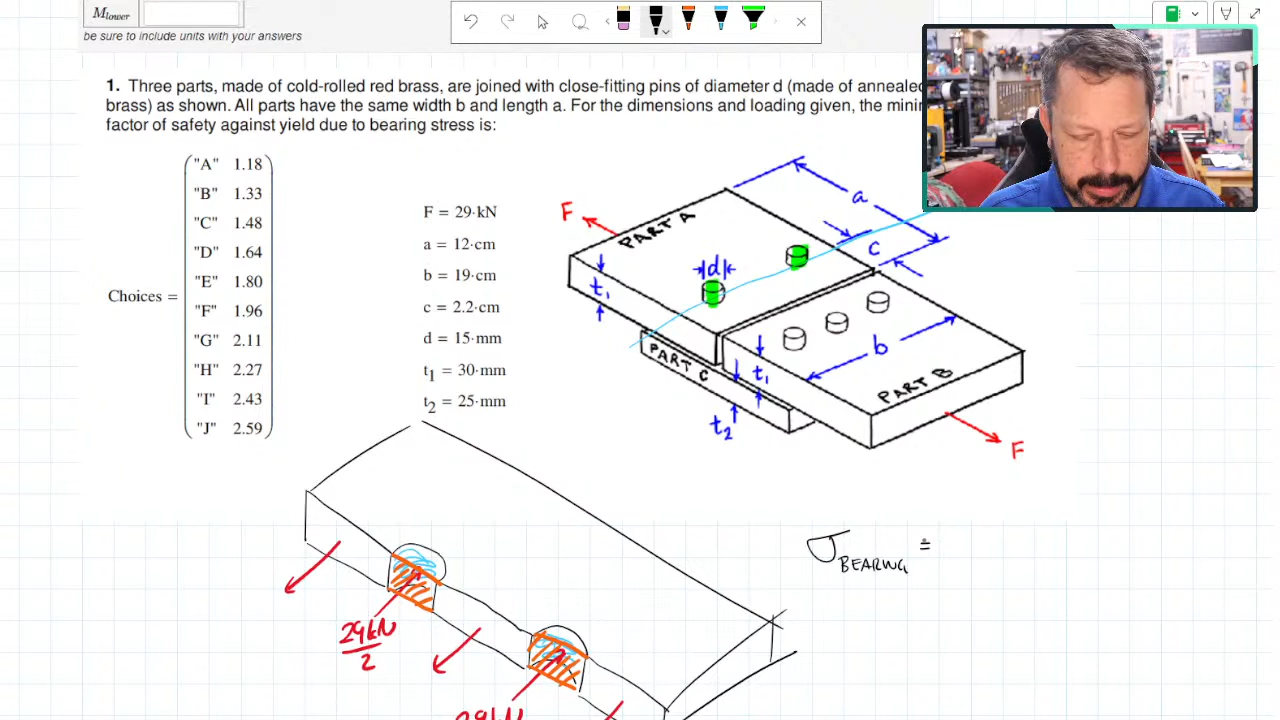 M_lower
be sure to include units with your answers
1. Three parts, made of cold-rolled red brass, are joined with close-fitting pins of diameter d (made of annealed
brass) as shown. All parts have the same width b and length a. For the dimensions and loading given, the
factor of safety against yield due to bearing stress is:
Choices =
"A" 1.18
"B" 1.33
"C" 1.48
"D" 1.64
"E" 1.80
"F" 1.96
"G" 2.11
"H" 2.27
"I" 2.43
"J" 2.59
F = 29·kN
a = 12·cm
b = 19·cm
c = 2.2·cm
d = 15·mm
t1 = 30·mm
t2 = 25·mm
F
PART A
a
c
d
t1
PART C
t1
b
t2
PART B
F
σ BEARING =
29kN
2
29kN